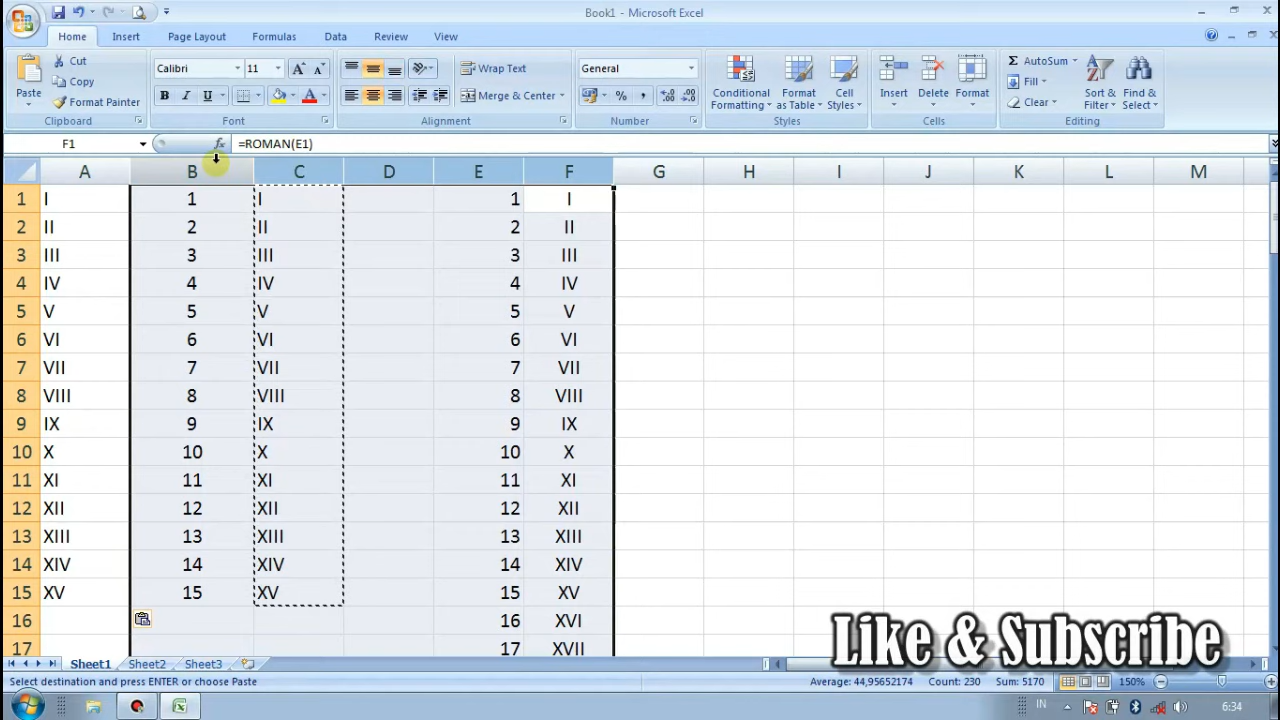 Book1 - Microsoft Excel
Home Insert Page Layout Formulas Data Review View
Paste
Cut
Copy
Format Painter
Clipboard
Calibri 11
B I U
Font
Wrap Text
Merge & Center
Alignment
General
% ,
Number
Conditional Formatting
Format as Table
Cell Styles
Styles
Insert Delete Format
Cells
Σ AutoSum
Fill
Clear
Sort & Filter
Find & Select
Editing
F1 fx =ROMAN(E1)
A B C D E F G H I J K L M
1 I 1 I 1 I
2 II 2 II 2 II
3 III 3 III 3 III
4 IV 4 IV 4 IV
5 V 5 V 5 V
6 VI 6 VI 6 VI
7 VII 7 VII 7 VII
8 VIII 8 VIII 8 VIII
9 IX 9 IX 9 IX
10 X 10 X 10 X
11 XI 11 XI 11 XI
12 XII 12 XII 12 XII
13 XIII 13 XIII 13 XIII
14 XIV 14 XIV 14 XIV
15 XV 15 XV 15 XV
16 16 XVI
17 17 XVII
Like & Subscribe
Sheet1 Sheet2 Sheet3
Select destination and press ENTER or choose Paste Average: 44,95652174 Count: 230 Sum: 5170 150%
IN 6:34